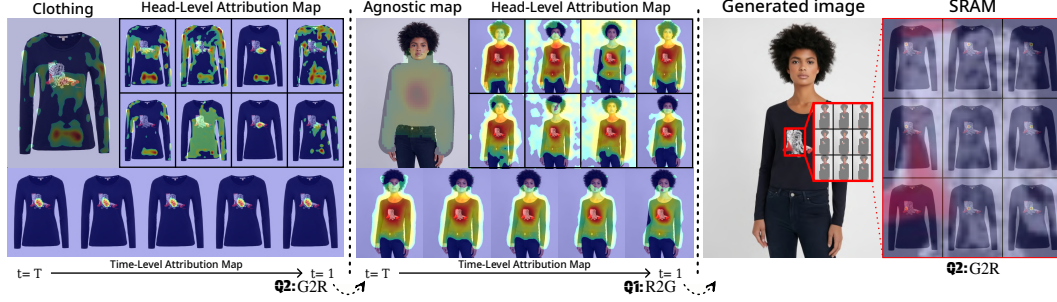 Clothing Head-Level Attribution Map Agnostic map Head-Level Attribution Map Generated image SRAM
t= T Time-Level Attribution Map t= 1 t= T Time-Level Attribution Map t= 1
Q2: G2R Q1: R2G Q2: G2R